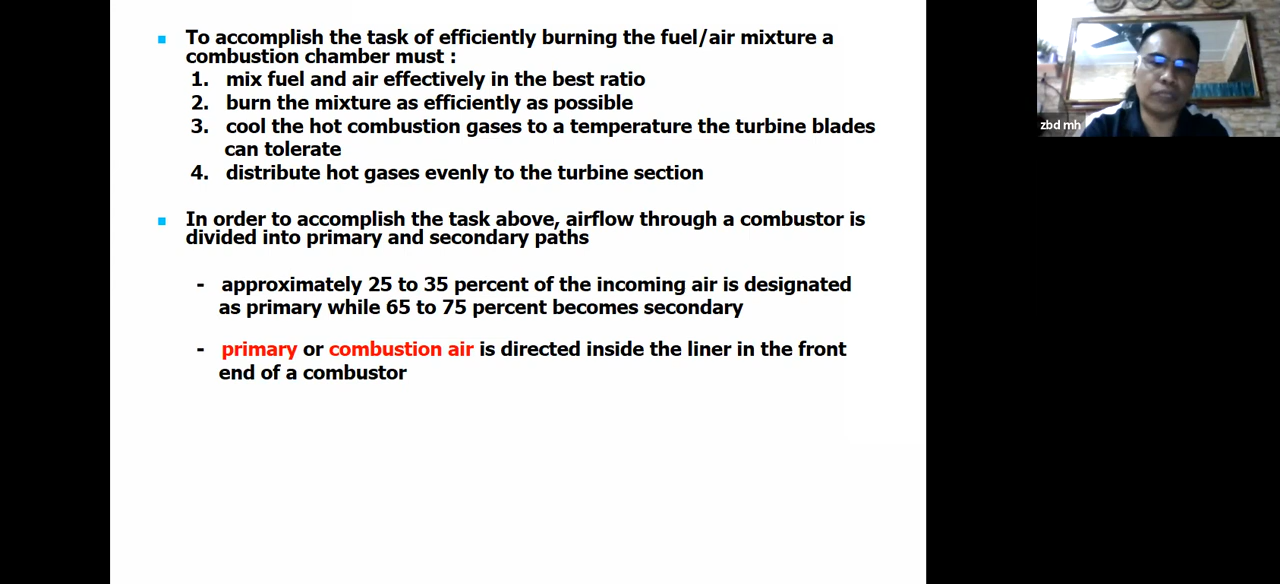 To accomplish the task of efficiently burning the fuel/air mixture a
combustion chamber must :
1. mix fuel and air effectively in the best ratio
2. burn the mixture as efficiently as possible
3. cool the hot combustion gases to a temperature the turbine blades
can tolerate
4. distribute hot gases evenly to the turbine section
In order to accomplish the task above, airflow through a combustor is
divided into primary and secondary paths
- approximately 25 to 35 percent of the incoming air is designated
as primary while 65 to 75 percent becomes secondary
- primary or combustion air is directed inside the liner in the front
end of a combustor
zbd mh